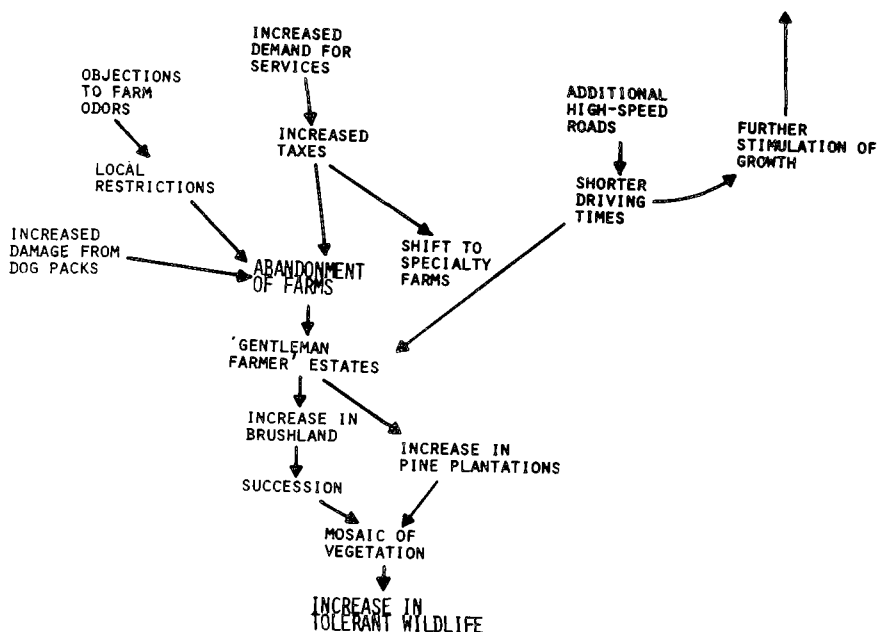 INCREASED
DEMAND FOR
SERVICES
OBJECTIONS
TO FARM
ODORS
ADDITIONAL
HIGH-SPEED
ROADS
INCREASED
TAXES
FURTHER
STIMULATION OF
GROWTH
LOCAL
RESTRICTIONS
SHORTER
DRIVING
TIMES
INCREASED
DAMAGE FROM
DOG PACKS
SHIFT TO
SPECIALTY
FARMS
ABANDONMENT
OF FARMS
'GENTLEMAN
FARMER' ESTATES
INCREASE IN
BRUSHLAND
INCREASE IN
PINE PLANTATIONS
SUCCESSION
MOSAIC OF
VEGETATION
INCREASE IN
TOLERANT WILDLIFE